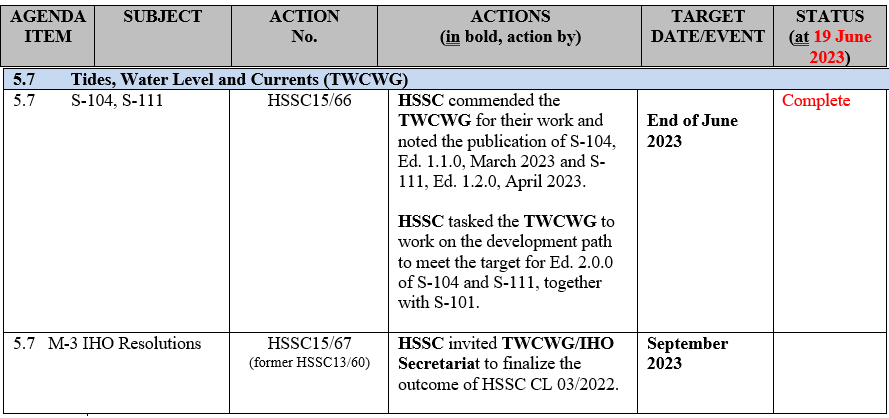 AGENDA ITEM SUBJECT ACTION No. ACTIONS (in bold, action by) TARGET DATE/EVENT STATUS (at 19 June 2023)
5.7 Tides, Water Level and Currents (TWCWG)
5.7 S-104, S-111 HSSC15/66 HSSC commended the
TWCWG for their work and
noted the publication of S-104,
Ed. 1.1.0, March 2023 and S-
111, Ed. 1.2.0, April 2023.
HSSC tasked the TWCWG to
work on the development path
to meet the target for Ed. 2.0.0
of S-104 and S-111, together
with S-101.
End of June
2023
Complete
5.7 M-3 IHO Resolutions HSSC15/67
(former HSSC13/60)
HSSC invited TWCWG/IHO
Secretariat to finalize the
outcome of HSSC CL 03/2022.
September
2023